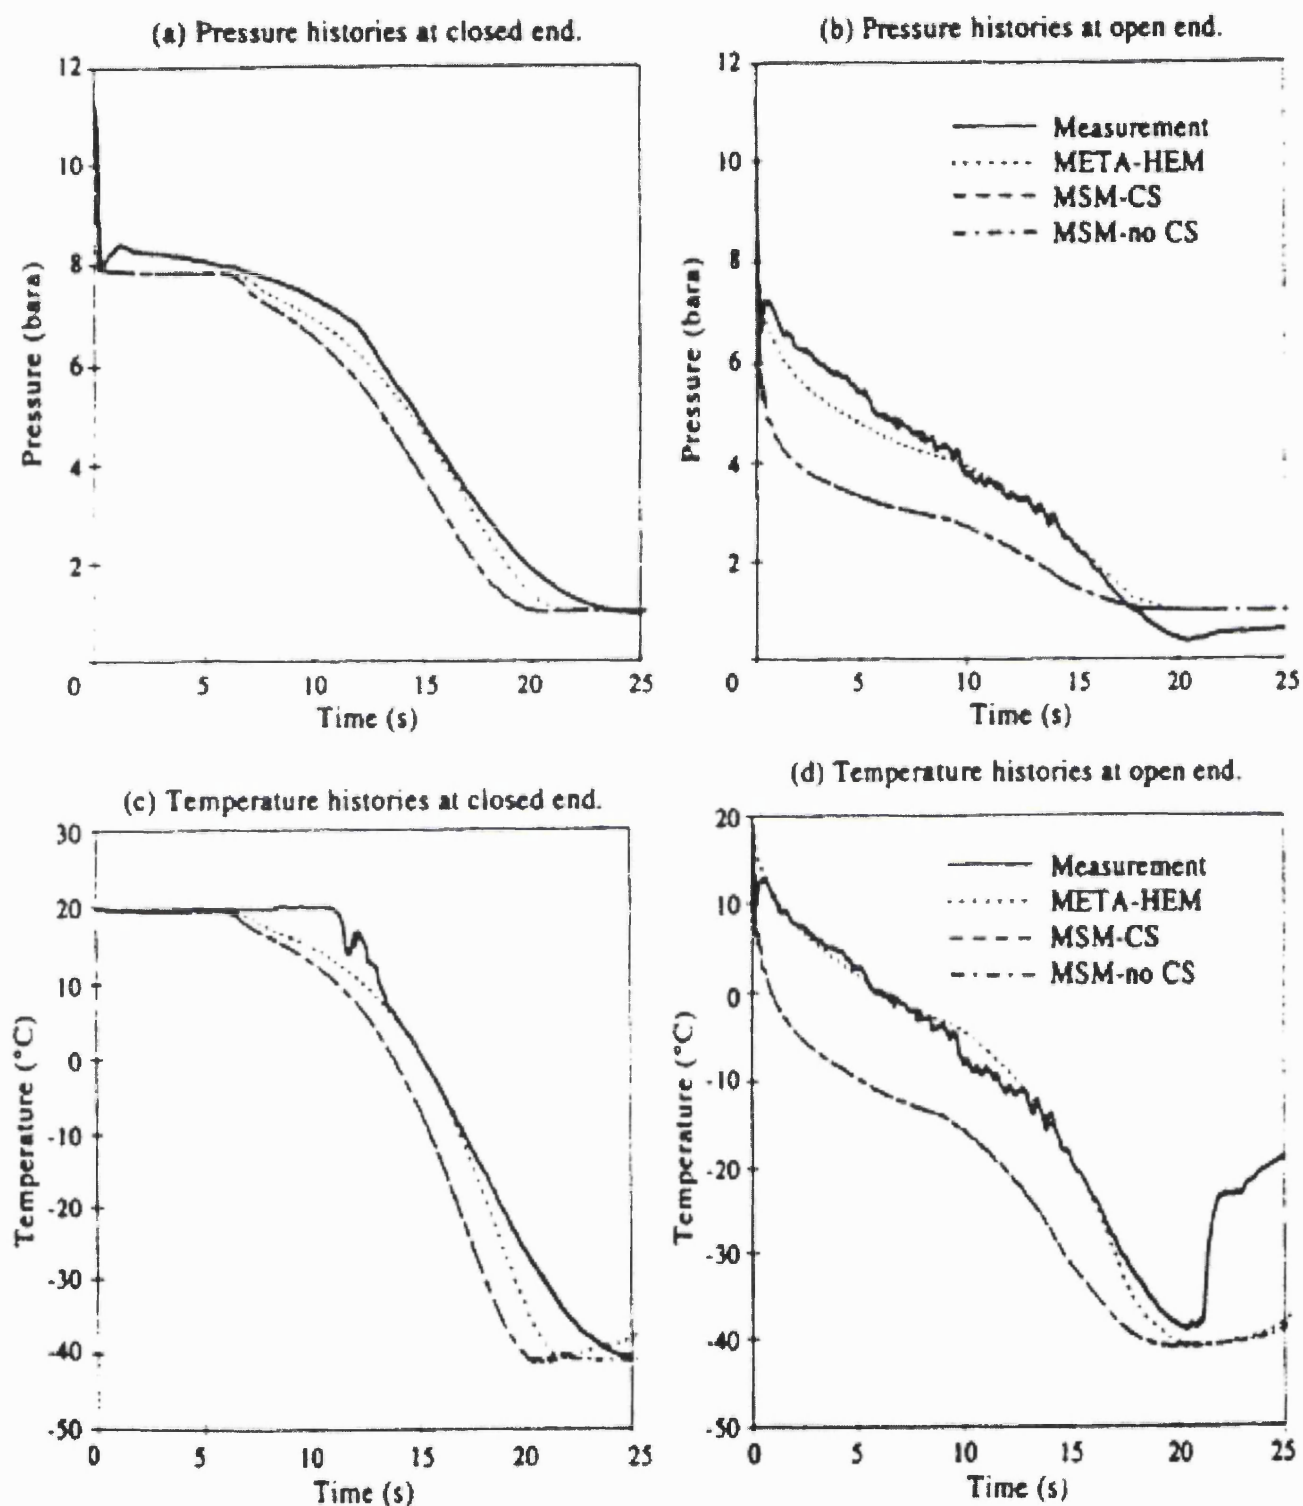 (a) Pressure histories at closed end.
12
10
8
6
4
2
0
5
10
15
20
25
Pressure (bara)
Time (s)
(b) Pressure histories at open end.
12
10
8
6
4
2
0
5
10
15
20
25
Pressure (bara)
Time (s)
Measurement
META-HEM
MSM-CS
MSM-no CS
(c) Temperature histories at closed end.
30
20
10
0
-10
-20
-30
-40
-50
0
5
10
15
20
25
Temperature (°C)
Time (s)
(d) Temperature histories at open end.
20
10
0
-10
-20
-30
-40
-50
0
5
10
15
20
25
Temperature (°C)
Time (s)
Measurement
META-HEM
MSM-CS
MSM-no CS